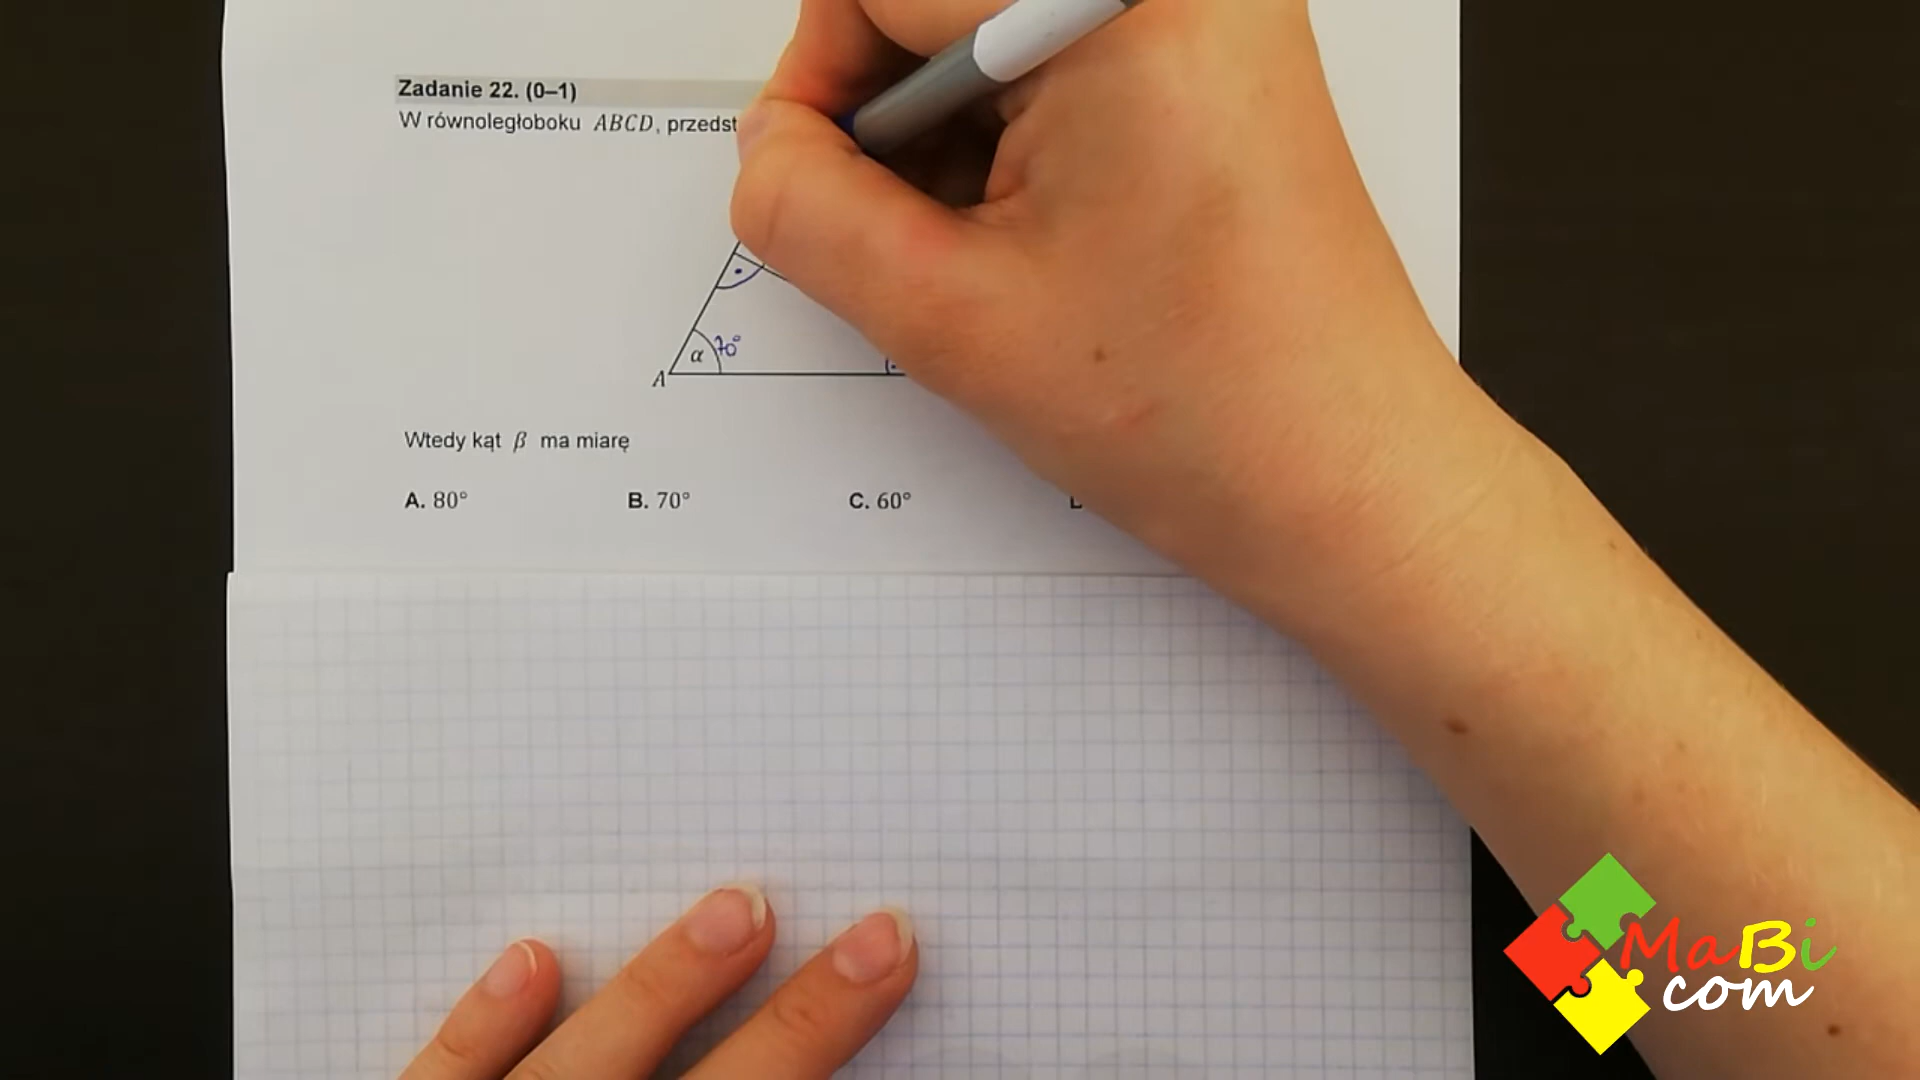 Zadanie 22. (0–1)
W równoległoboku ABCD, przedst
α 70°
A
Wtedy kąt β ma miarę
A. 80° B. 70° C. 60°
MaBi
com